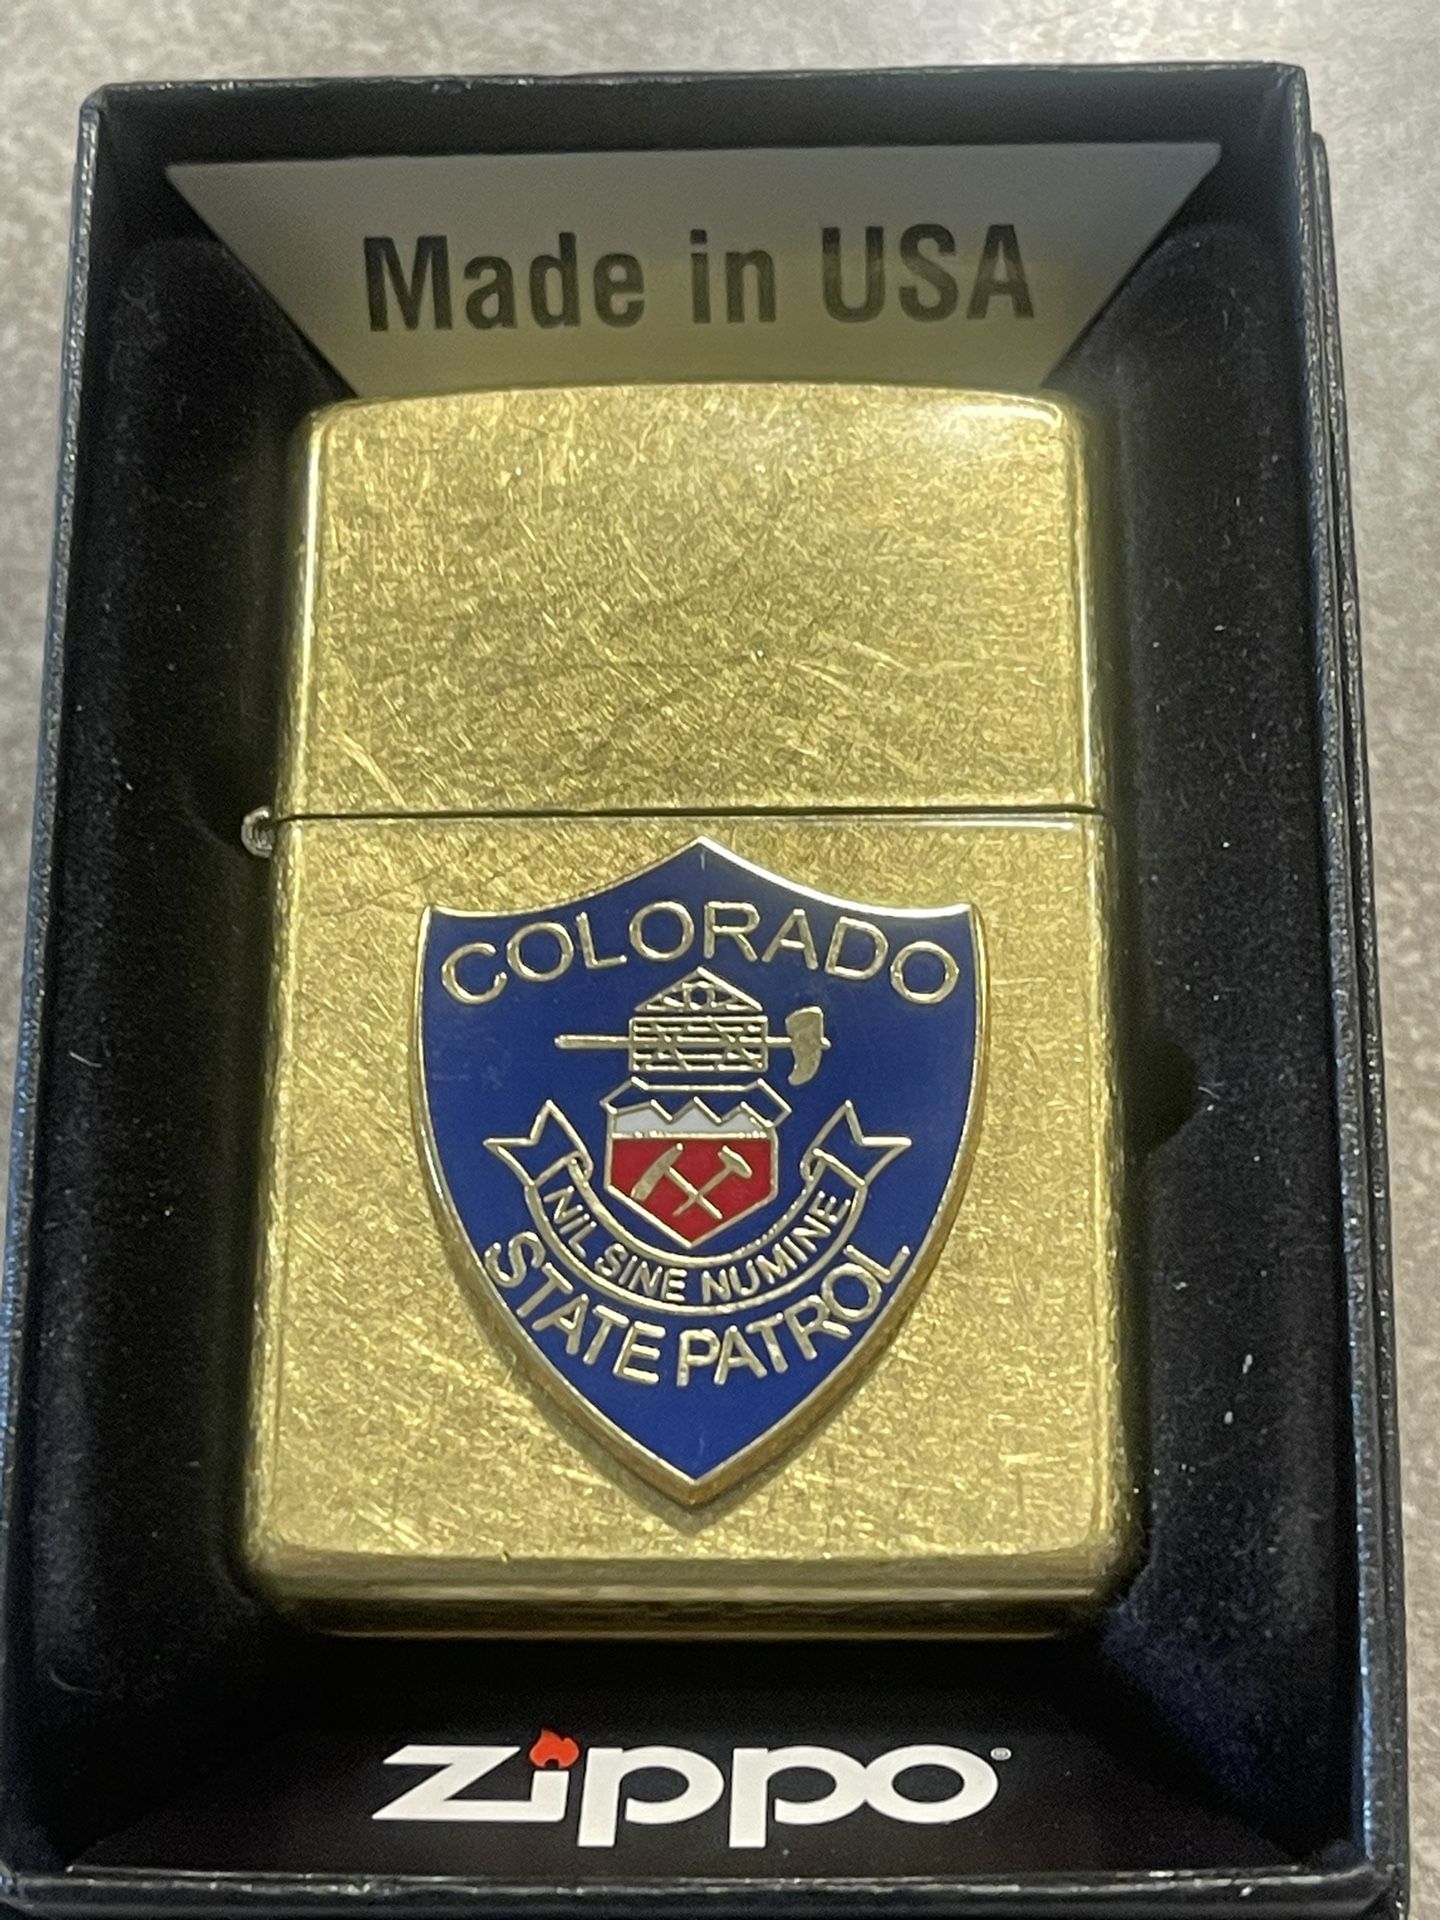 Made in USA
COLORADO
NIL SINE NUMINE
STATE PATROL
zippo®